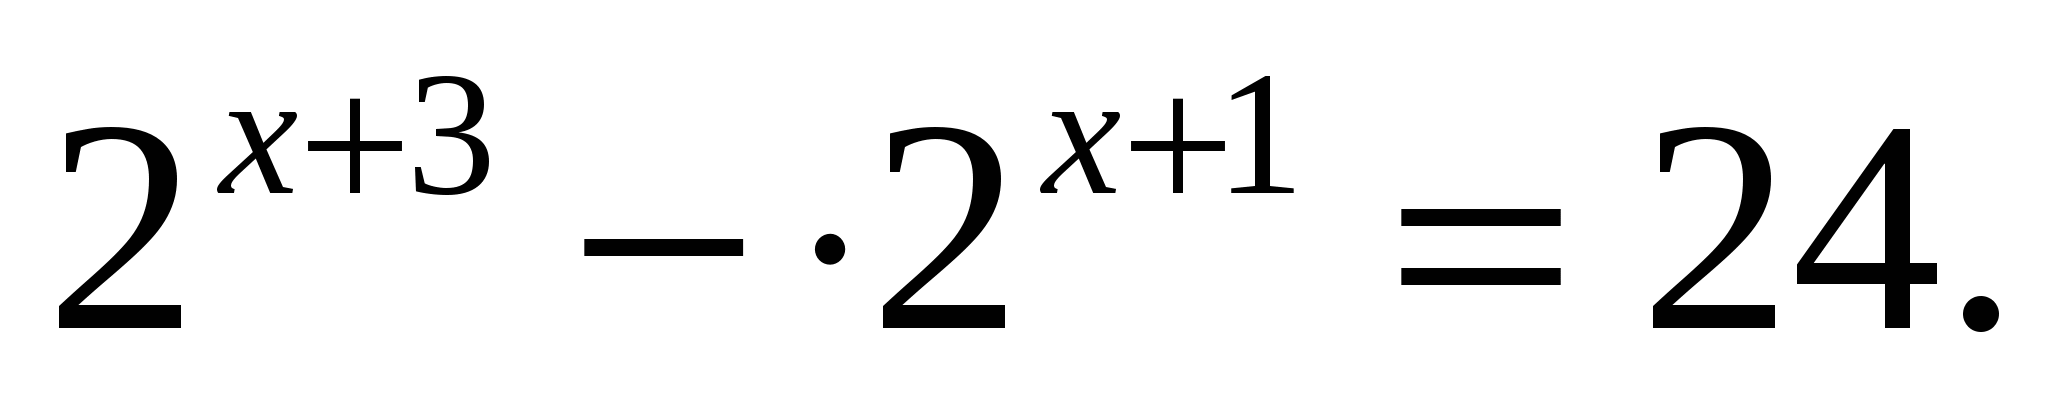 2^{x+3} − ·2^{x+1} = 24.